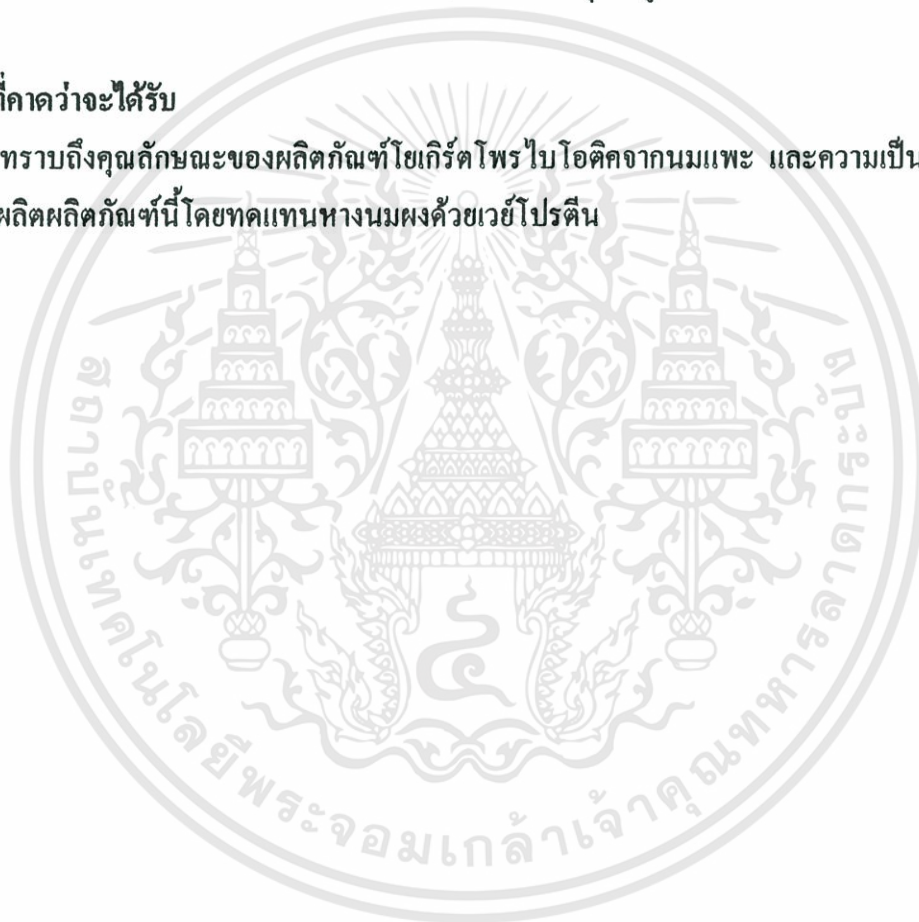 ที่คาดว่าจะได้รับ
ทราบถึงคุณลักษณะของผลิตภัณฑ์โยเกิร์ตโพรไบโอติคจากนมแพะ และความเป็น
ผลิตผลิตภัณฑ์นี้โดยทดแทนหางนมผงด้วยเวย์โปรตีน
สถาบันเทคโนโลยีพระจอมเกล้าเจ้าคุณทหารลาดกระบัง